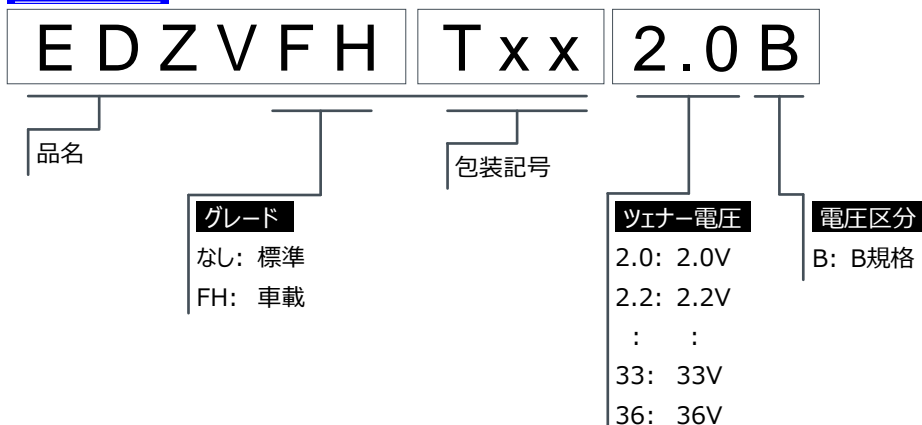 EDZVFH Txx 2.0B
品名
包装記号
グレード
なし: 標準
FH: 車載
ツェナー電圧
2.0: 2.0V
2.2: 2.2V
: :
33: 33V
36: 36V
電圧区分
B: B規格